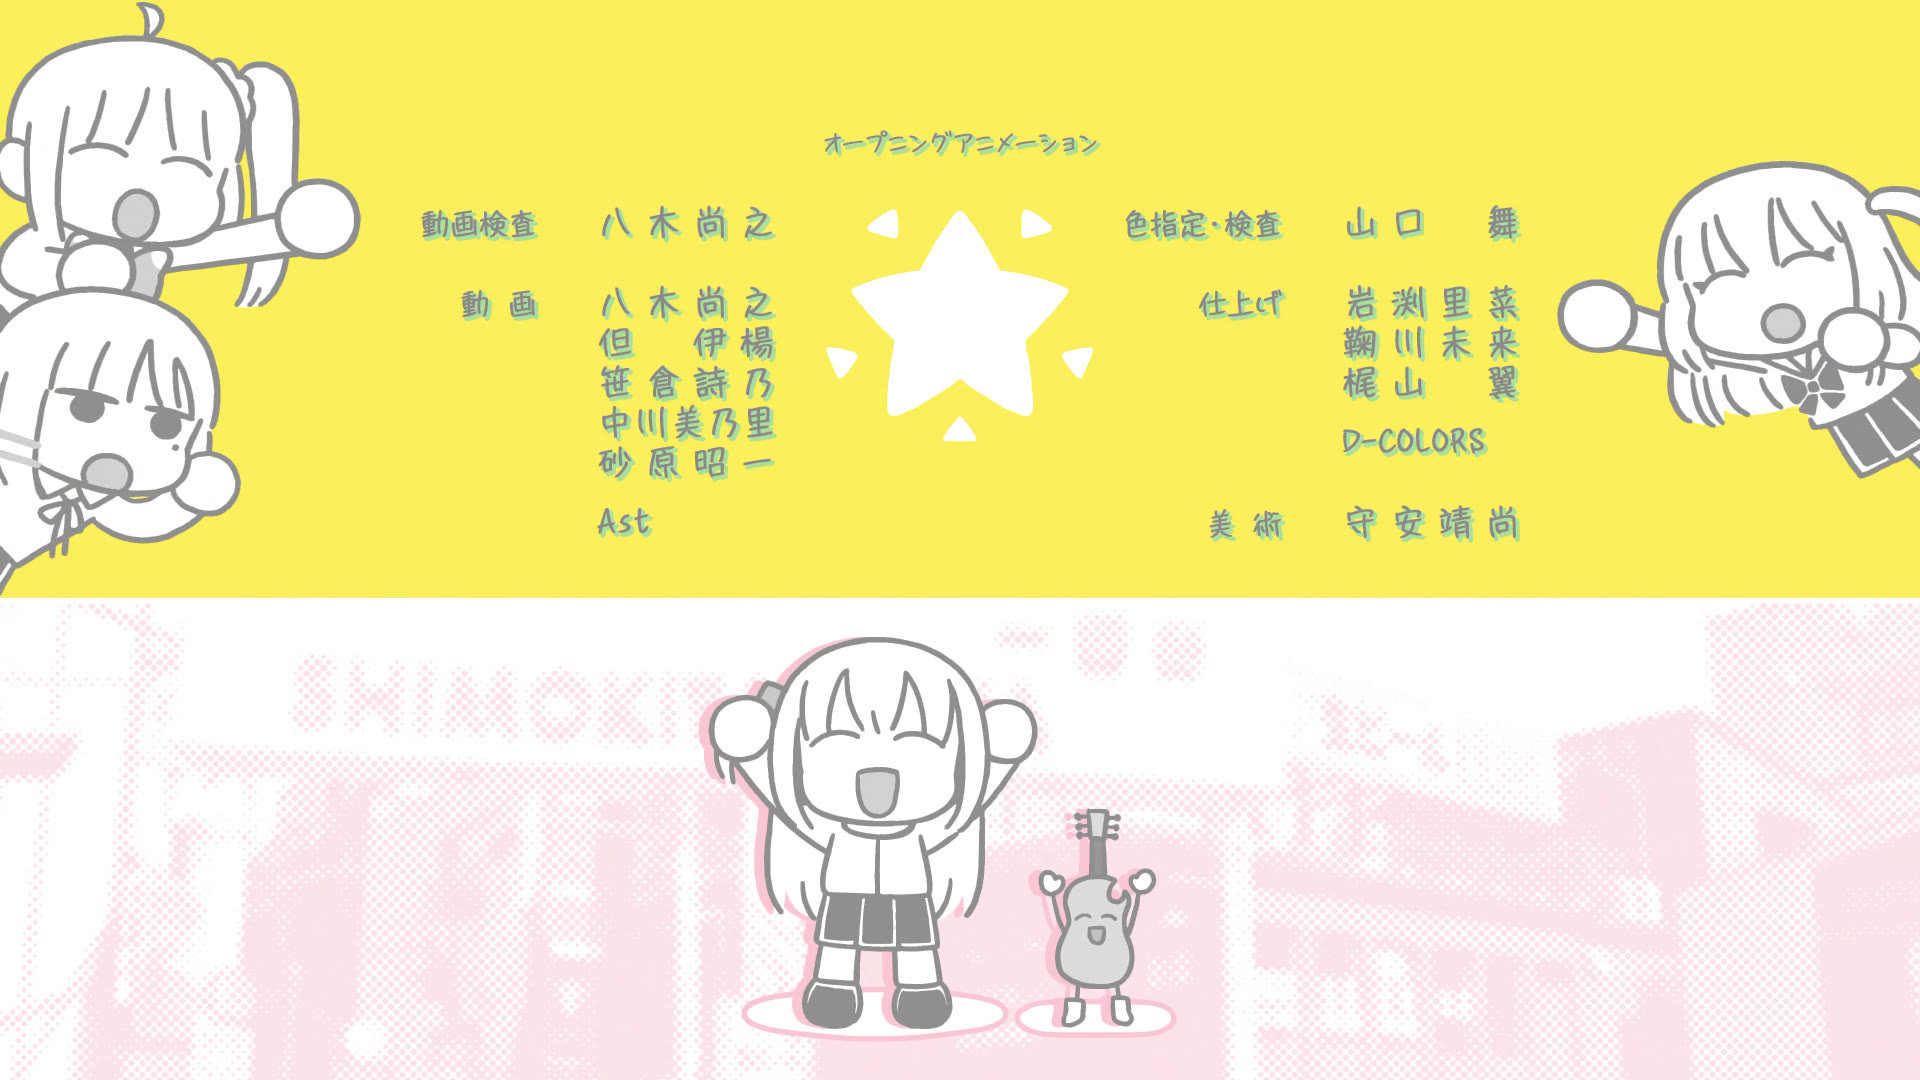 オープニングアニメーション
動画検査 八木尚之
動画 八木尚之
但 伊楊
笹倉詩乃
中川美乃里
砂原昭一
Ast
色指定・検査 山口 舞
仕上げ 岩渕里菜
鞠川未来
梶山 翼
D-COLORS
美術 守安靖尚
SHIMOKI